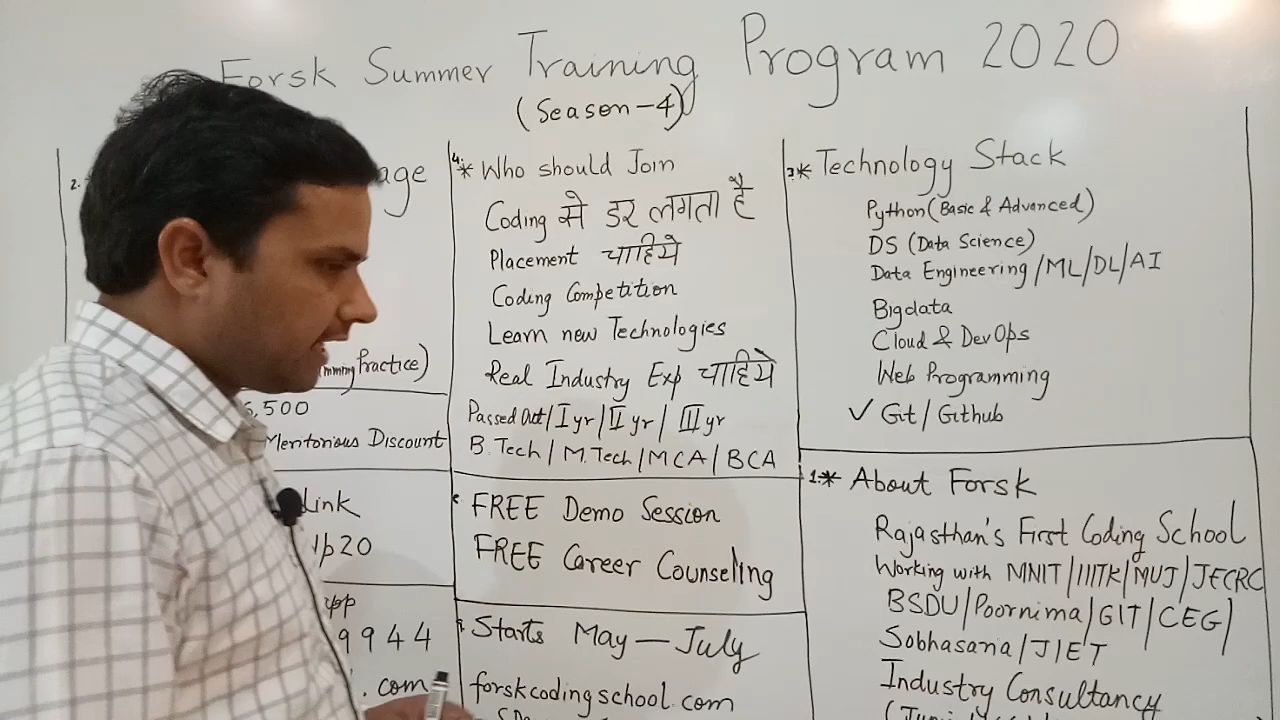 Forsk Summer Training Program 2020
(Season-4)
2.
age
Practice)
,500
Meritorious Discount
Link
p20
pp
9944
.com
4.* Who should Join
Coding से डर लगता है
Placement चाहिये
Coding Competition
Learn new Technologies
Real Industry Exp चाहिये
Passed Out/I yr/II yr/III yr
B.Tech/M.Tech/MCA/BCA
FREE Demo Session
FREE Career Counseling
Starts May-July
forskcodingschool.com
3.* Technology Stack
Python (Basic & Advanced)
DS (Data Science)
Data Engineering/ML/DL/AI
Bigdata
Cloud & DevOps
Web Programming
✓ Git/Github
1.* About Forsk
Rajasthan's First Coding School
Working with MNIT/IIITK/MUJ/JECRC
BSDU/Poornima/GIT/CEG/
Sobhasaria/JIET
Industry Consultancy